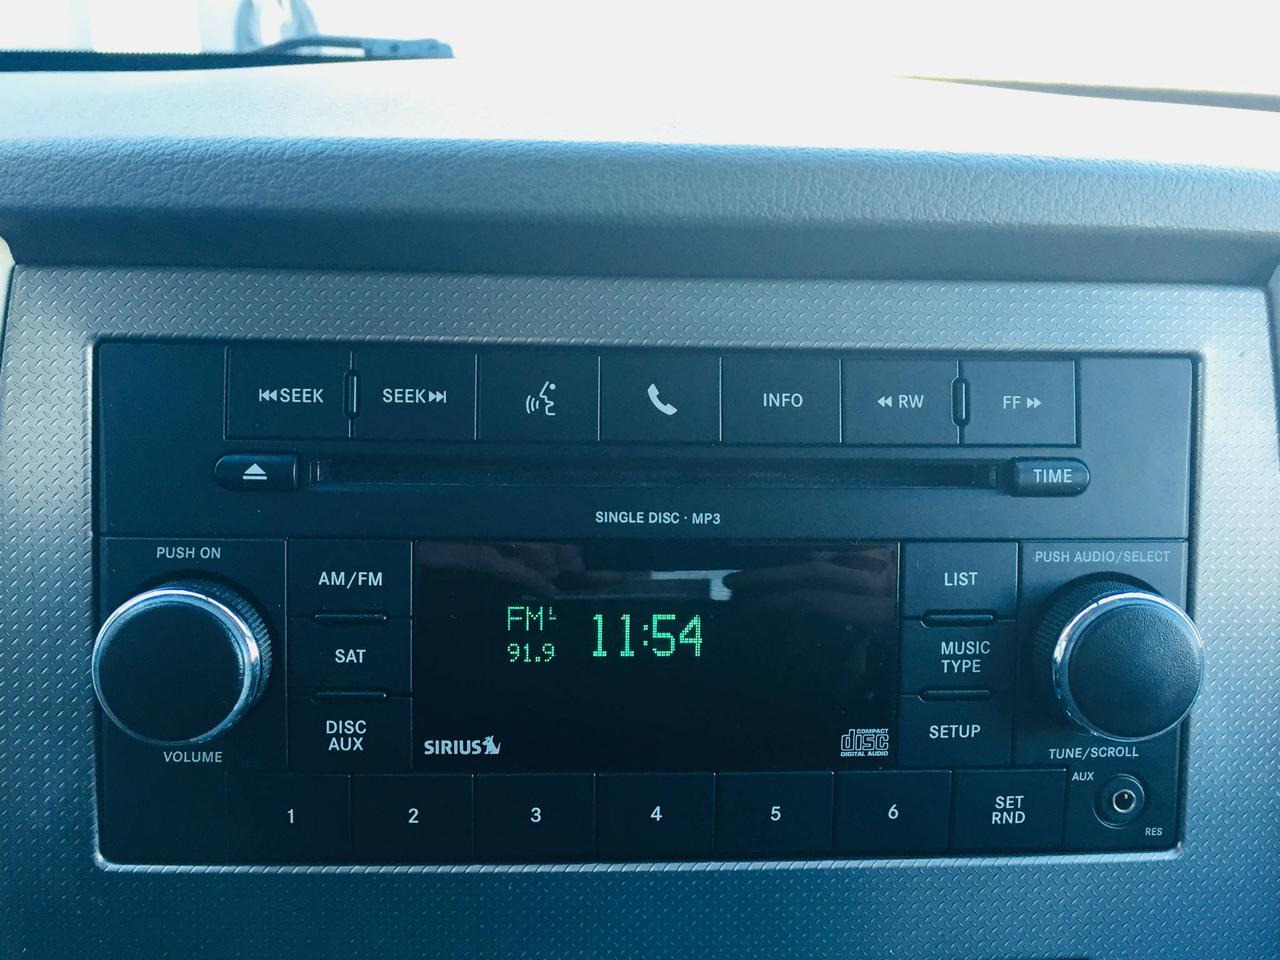 SEEK
SEEK
INFO
RW
FF
TIME
SINGLE DISC · MP3
PUSH ON
VOLUME
AM/FM
SAT
DISC
AUX
FM L
91.9
11:54
SIRIUS
COMPACT
disc
DIGITAL AUDIO
LIST
MUSIC
TYPE
SETUP
PUSH AUDIO/SELECT
TUNE/SCROLL
1
2
3
4
5
6
SET
RND
AUX
RES